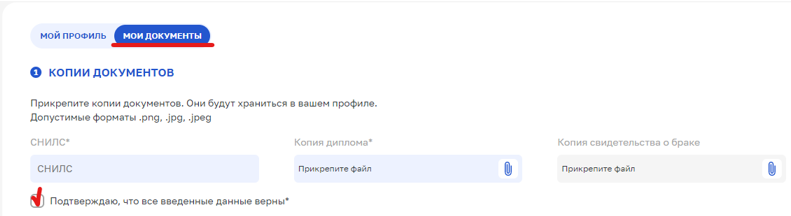 МОЙ ПРОФИЛЬ МОИ ДОКУМЕНТЫ
1 КОПИИ ДОКУМЕНТОВ
Прикрепите копии документов. Они будут храниться в вашем профиле.
Допустимые форматы .png, .jpg, .jpeg
СНИЛС* Копия диплома* Копия свидетельства о браке
СНИЛС Прикрепите файл Прикрепите файл
Подтверждаю, что все введенные данные верны*